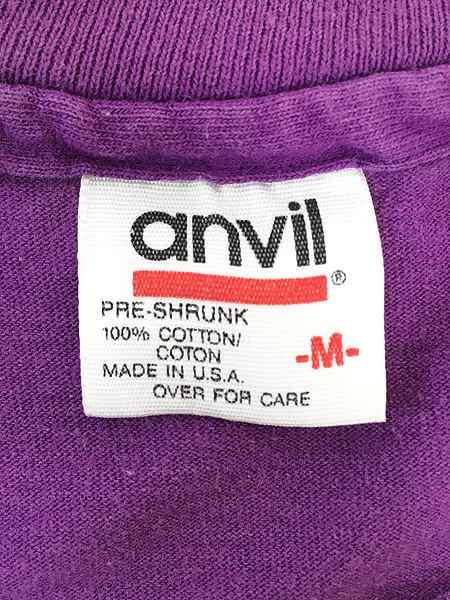 anvil
®
PRE-SHRUNK
100% COTTON/
COTON
-M-
MADE IN U.S.A.
OVER FOR CARE